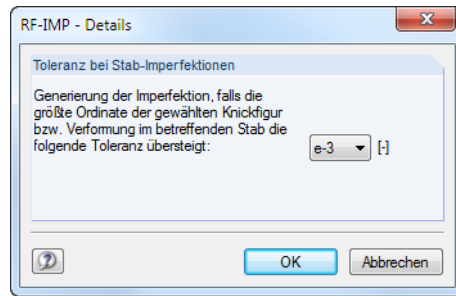 RF-IMP - Details
Toleranz bei Stab-Imperfektionen
Generierung der Imperfektion, falls die
größte Ordinate der gewählten Knickfigur
bzw. Verformung im betreffenden Stab die
folgende Toleranz übersteigt:
e-3 [-]
OK Abbrechen